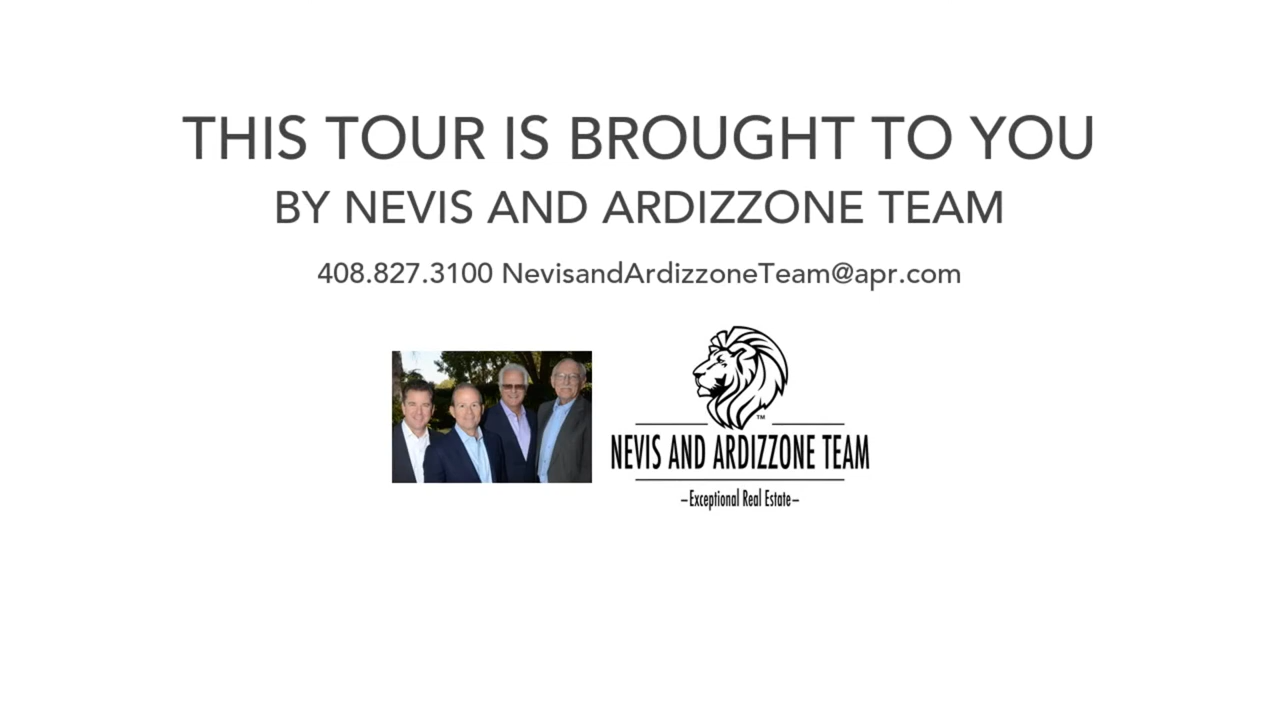 THIS TOUR IS BROUGHT TO YOU
BY NEVIS AND ARDIZZONE TEAM
408.827.3100 NevisandArdizzoneTeam@apr.com
TM
NEVIS AND ARDIZZONE TEAM
–Exceptional Real Estate–